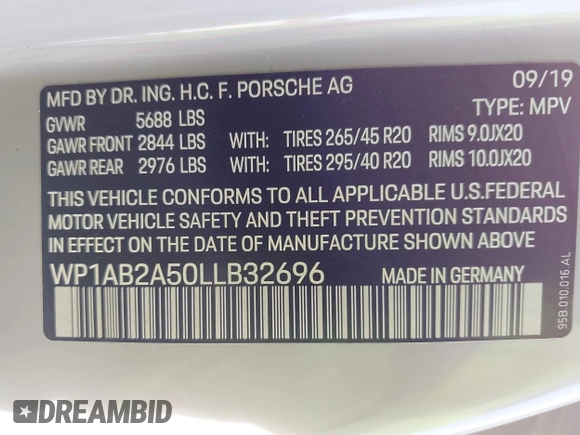 MFD BY DR. ING. H.C. F. PORSCHE AG 09/19
GVWR 5688 LBS TYPE: MPV
GAWR FRONT 2844 LBS WITH: TIRES 265/45 R20 RIMS 9.0JX20
GAWR REAR 2976 LBS WITH: TIRES 295/40 R20 RIMS 10.0JX20
THIS VEHICLE CONFORMS TO ALL APPLICABLE U.S.FEDERAL
MOTOR VEHICLE SAFETY AND THEFT PREVENTION STANDARDS
IN EFFECT ON THE DATE OF MANUFACTURE SHOWN ABOVE
WP1AB2A50LLB32696 MADE IN GERMANY
95B 010.016 AL
DREAMBID